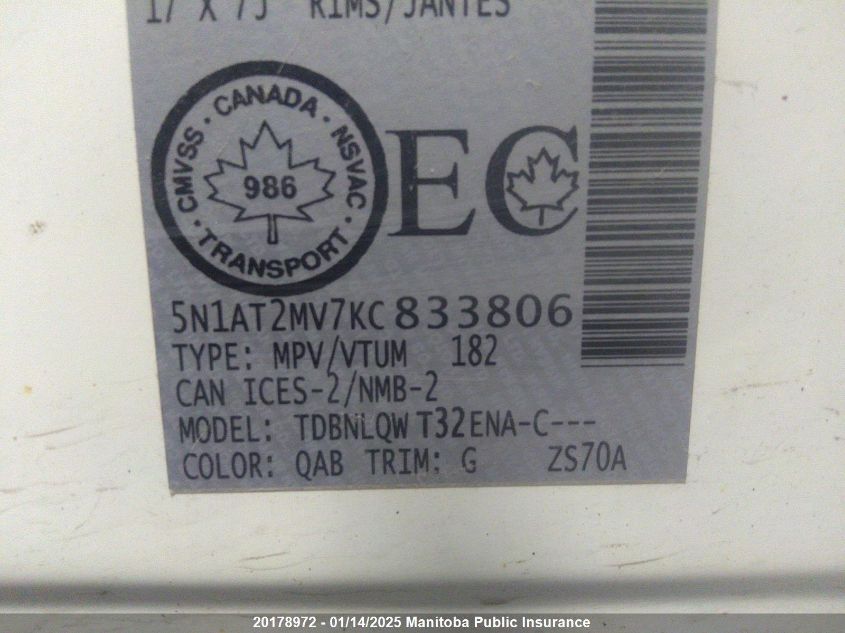 17 X 7J RIMS/JANTES
CMVSS · CANADA · NSVAC · TRANSPORT ·
986
EC
5N1AT2MV7KC833806
TYPE: MPV/VTUM 182
CAN ICES-2/NMB-2
MODEL: TDBNLQW T32ENA-C---
COLOR: QAB TRIM: G ZS70A
20178972 - 01/14/2025 Manitoba Public Insurance